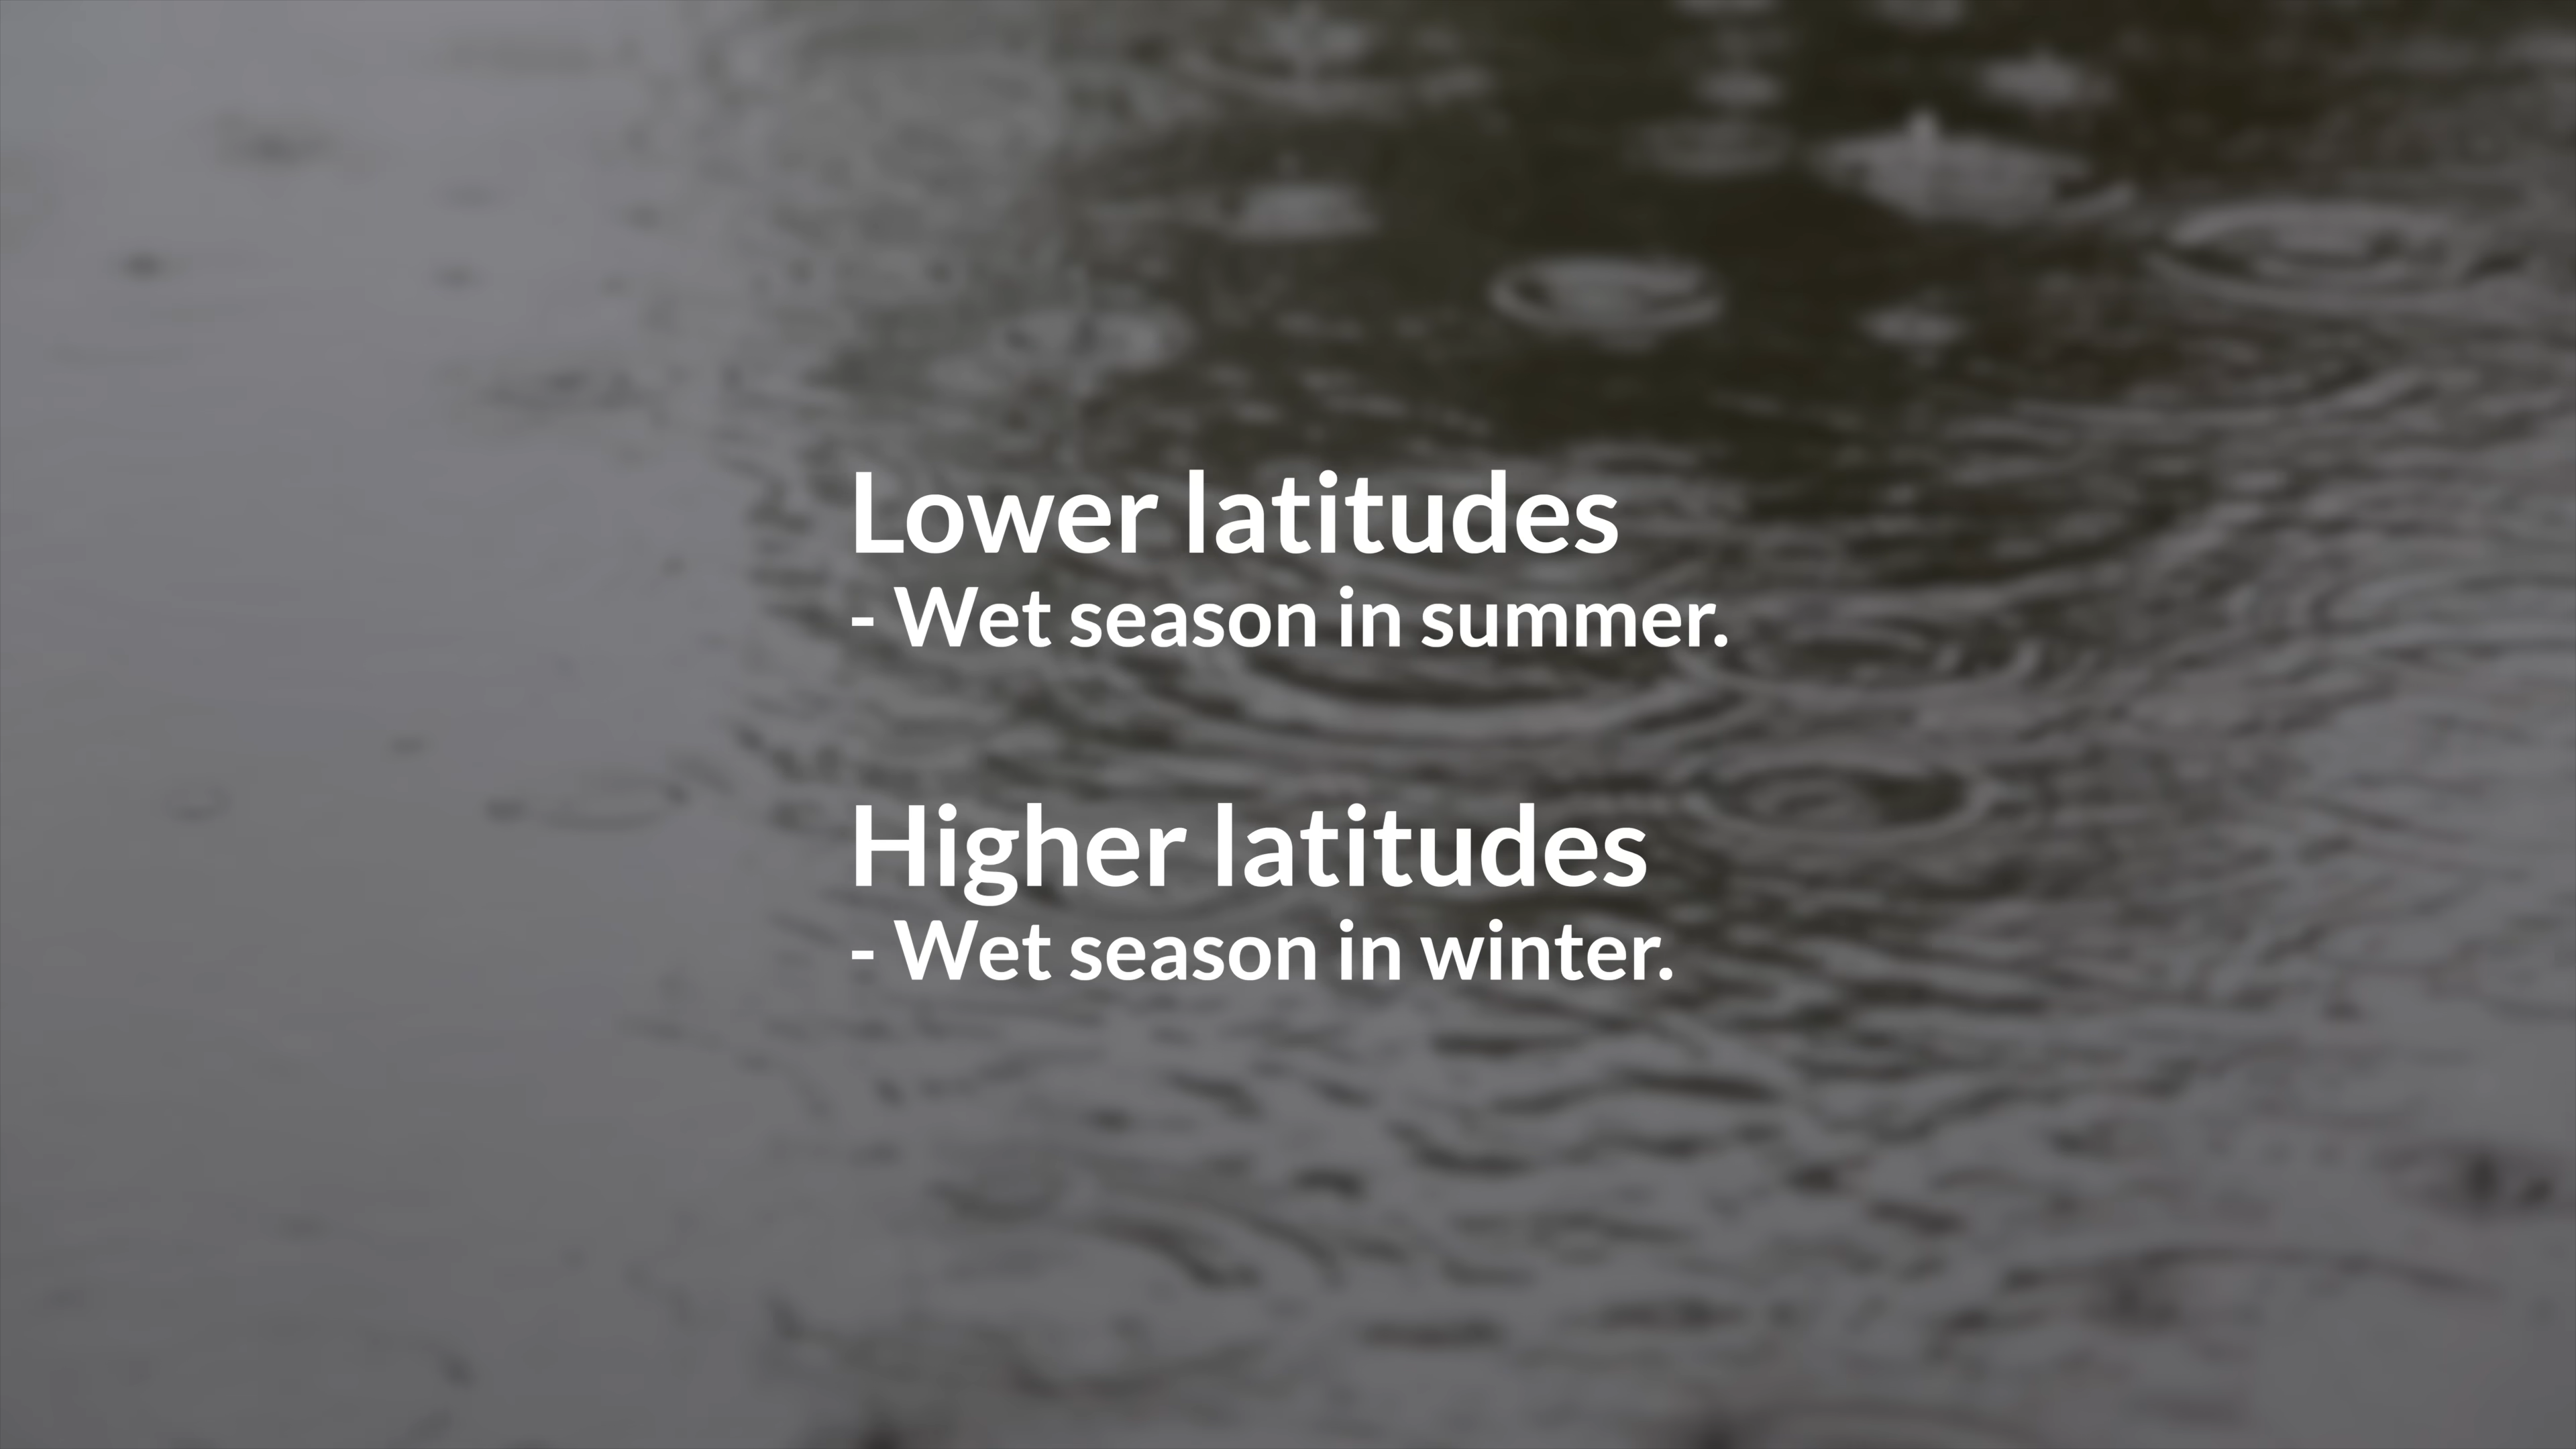 Lower latitudes
- Wet season in summer.
Higher latitudes
- Wet season in winter.